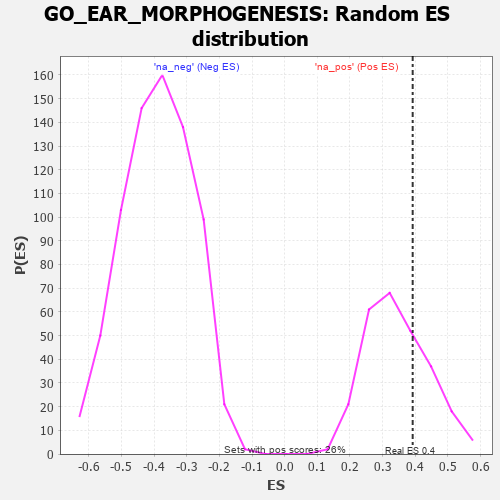 GO_EAR_MORPHOGENESIS: Random ES
distribution
'na_neg' (Neg ES)
'na_pos' (Pos ES)
160
150
140
130
120
110
100
90
80
70
60
50
40
30
20
10
0
P(ES)
Sets with pos scores: 26%
Real ES 0.4
-0.6 -0.5 -0.4 -0.3 -0.2 -0.1 0.0 0.1 0.2 0.3 0.4 0.5 0.6
ES